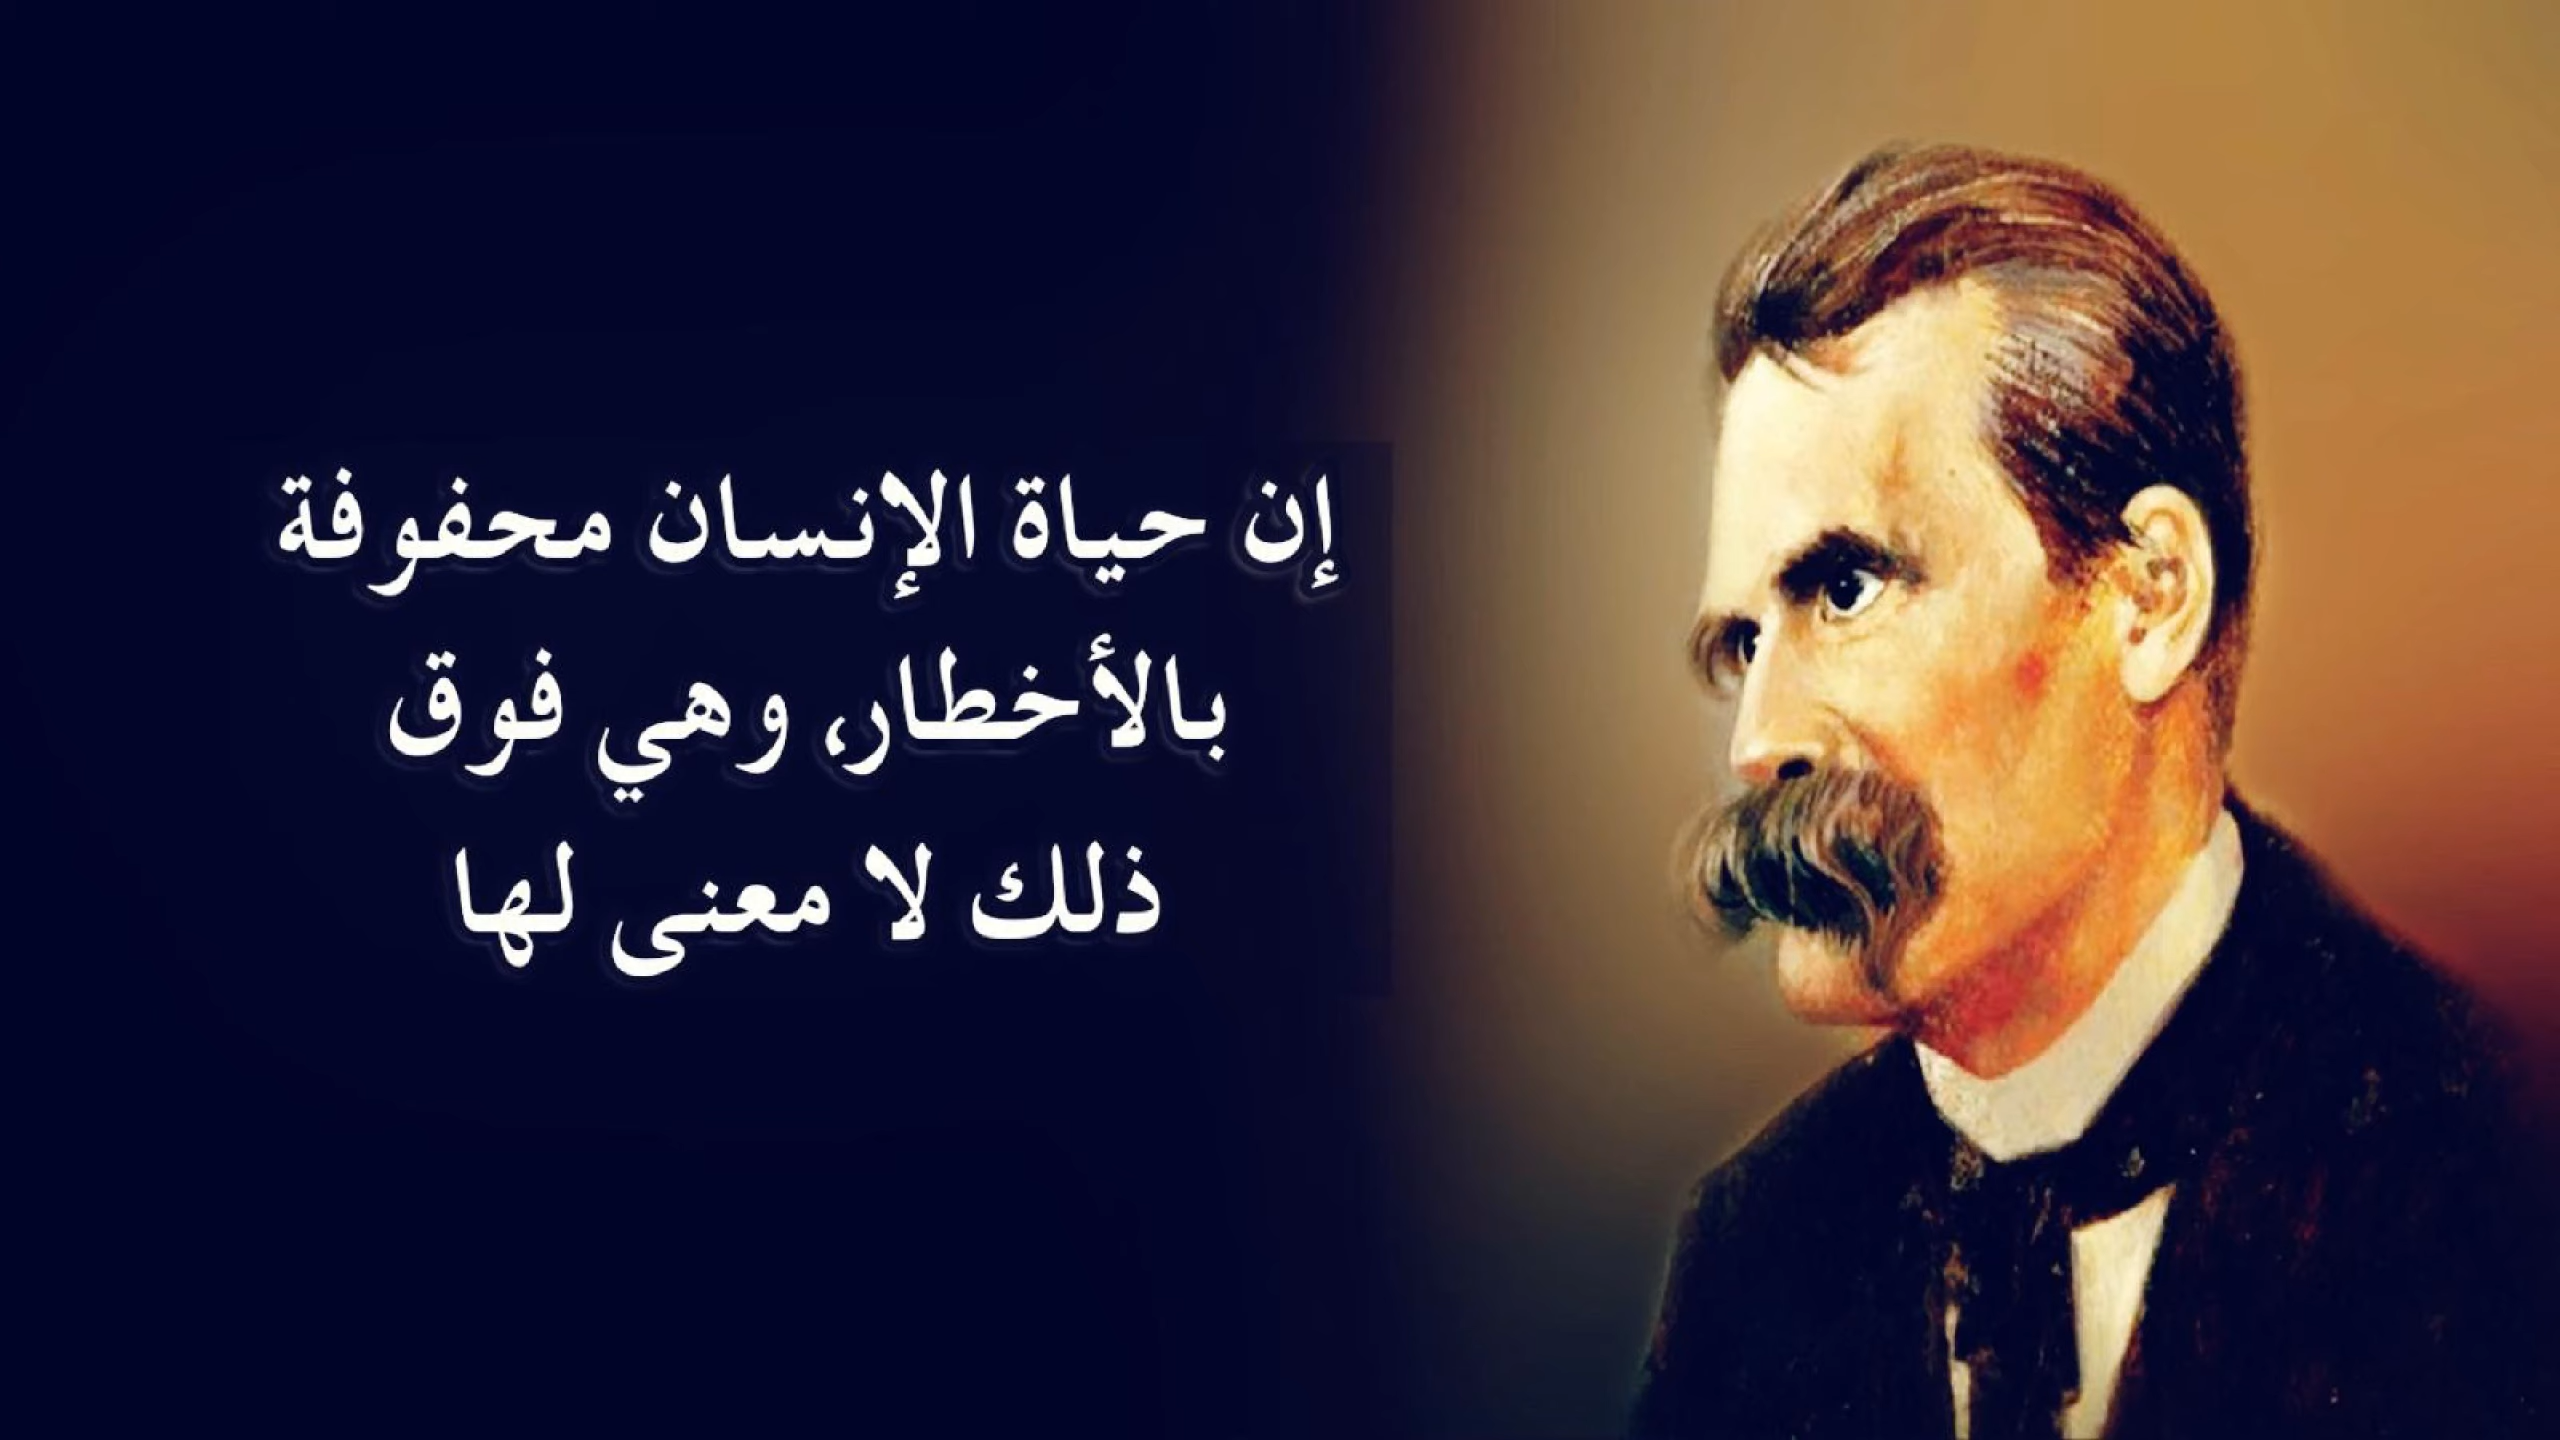 إن حياة الإنسان محفوفة
بالأخطار، وهي فوق
ذلك لا معنى لها